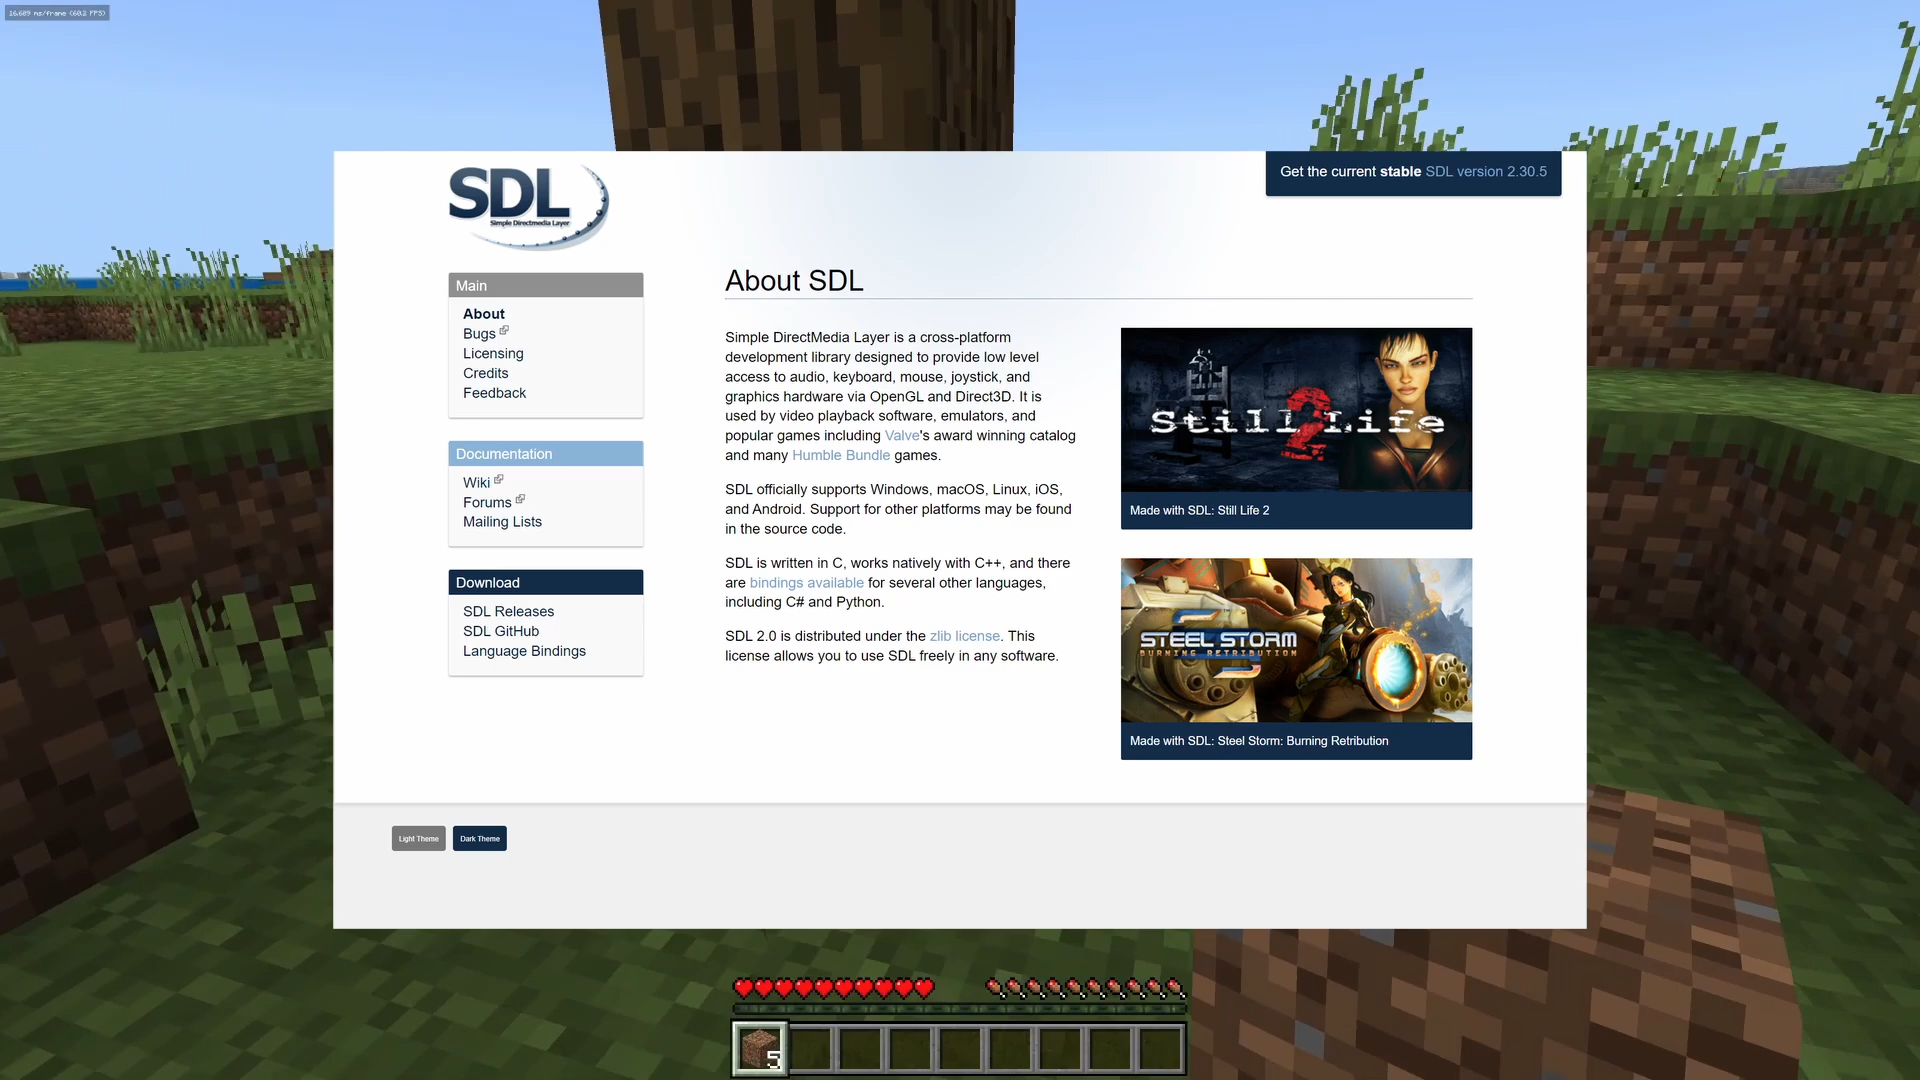 16.609 ms/frame (60.2 FPS)
SDL
Simple Directmedia Layer
Get the current stable SDL version 2.30.5
Main
About
Bugs
Licensing
Credits
Feedback
Documentation
Wiki
Forums
Mailing Lists
Download
SDL Releases
SDL GitHub
Language Bindings
About SDL
Simple DirectMedia Layer is a cross-platform
development library designed to provide low level
access to audio, keyboard, mouse, joystick, and
graphics hardware via OpenGL and Direct3D. It is
used by video playback software, emulators, and
popular games including Valve's award winning catalog
and many Humble Bundle games.
SDL officially supports Windows, macOS, Linux, iOS,
and Android. Support for other platforms may be found
in the source code.
SDL is written in C, works natively with C++, and there
are bindings available for several other languages,
including C# and Python.
SDL 2.0 is distributed under the zlib license. This
license allows you to use SDL freely in any software.
Still 2 Life
Made with SDL: Still Life 2
STEEL STORM
BURNING RETRIBUTION
Made with SDL: Steel Storm: Burning Retribution
Light Theme
Dark Theme
5